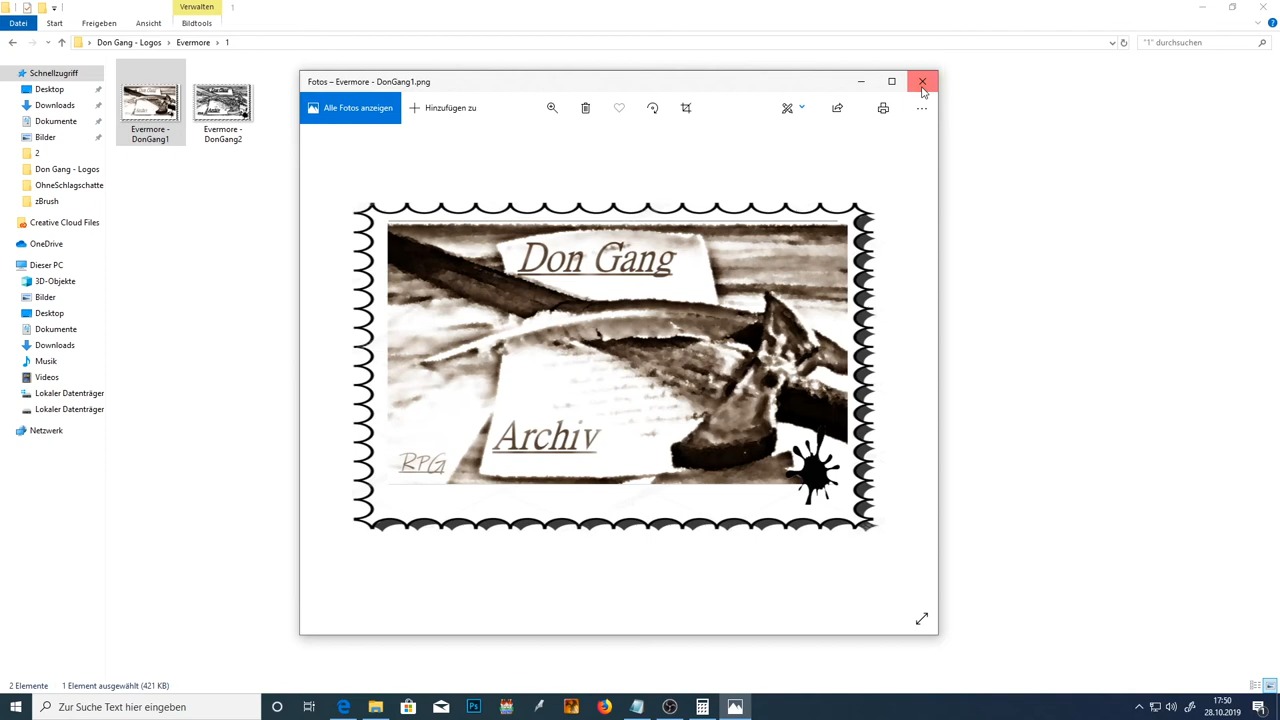 Verwalten
1
Datei
Start
Freigeben
Ansicht
Bildtools
Don Gang - Logos
Evermore
1
"1" durchsuchen
Schnellzugriff
Desktop
Downloads
Dokumente
Bilder
2
Don Gang - Logos
OhneSchlagschatte
zBrush
Creative Cloud Files
OneDrive
Dieser PC
3D-Objekte
Bilder
Desktop
Dokumente
Downloads
Musik
Videos
Lokaler Datenträger
Lokaler Datenträger
Netzwerk
Evermore -
DonGang1
Evermore -
DonGang2
Fotos – Evermore - DonGang1.png
Alle Fotos anzeigen
Hinzufügen zu
Don Gang
Archiv
RPG
2 Elemente
1 Element ausgewählt (421 KB)
Zur Suche Text hier eingeben
Ps
17:50
28.10.2019
1